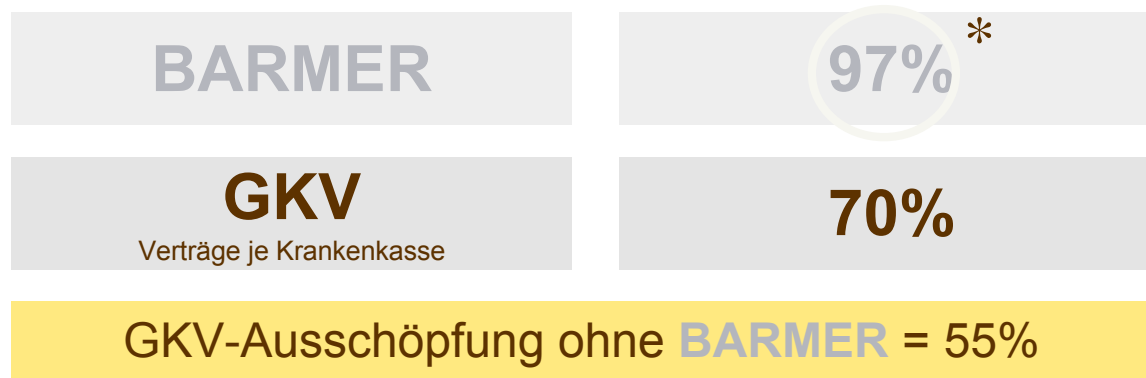 BARMER 97% *
GKV 70%
Verträge je Krankenkasse
GKV-Ausschöpfung ohne BARMER = 55%